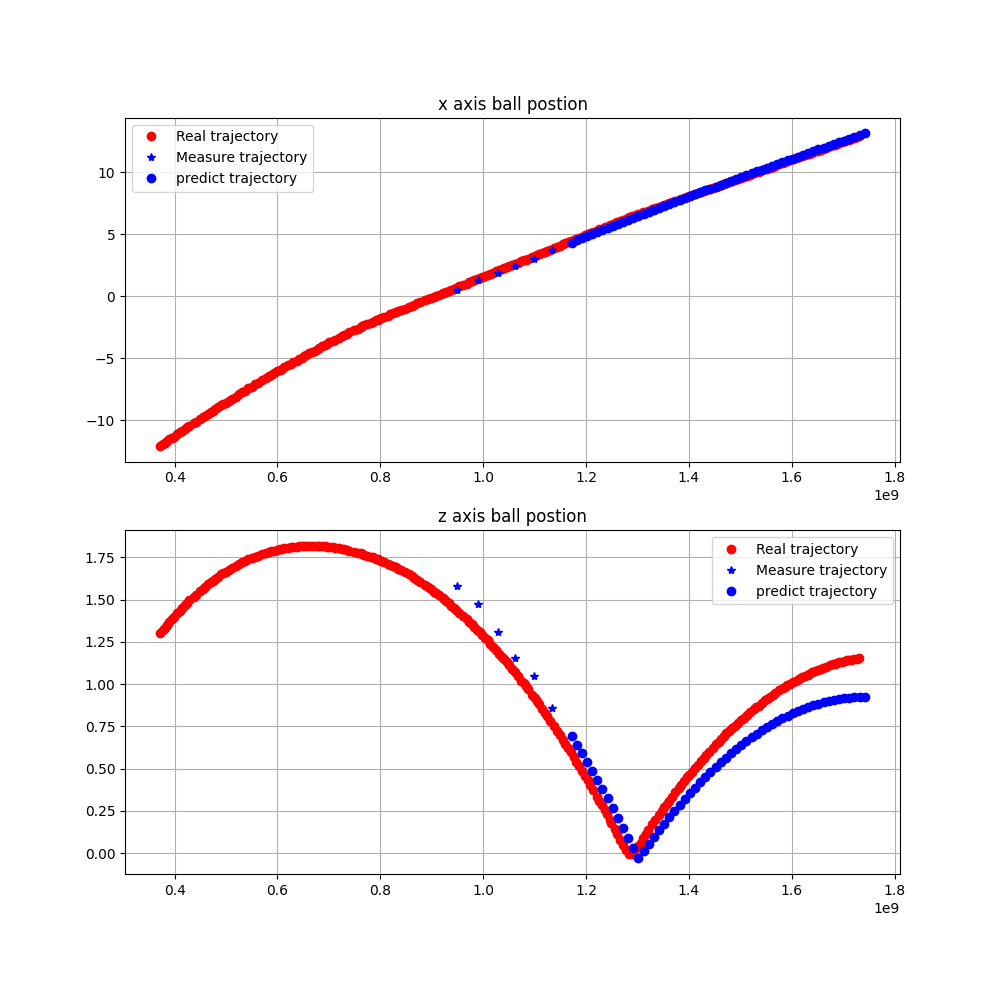 x axis ball postion
Real trajectory
Measure trajectory
predict trajectory
10
5
0
−5
−10
0.4 0.6 0.8 1.0 1.2 1.4 1.6 1.8
1e9
z axis ball postion
Real trajectory
Measure trajectory
predict trajectory
1.75
1.50
1.25
1.00
0.75
0.50
0.25
0.00
0.4 0.6 0.8 1.0 1.2 1.4 1.6 1.8
1e9